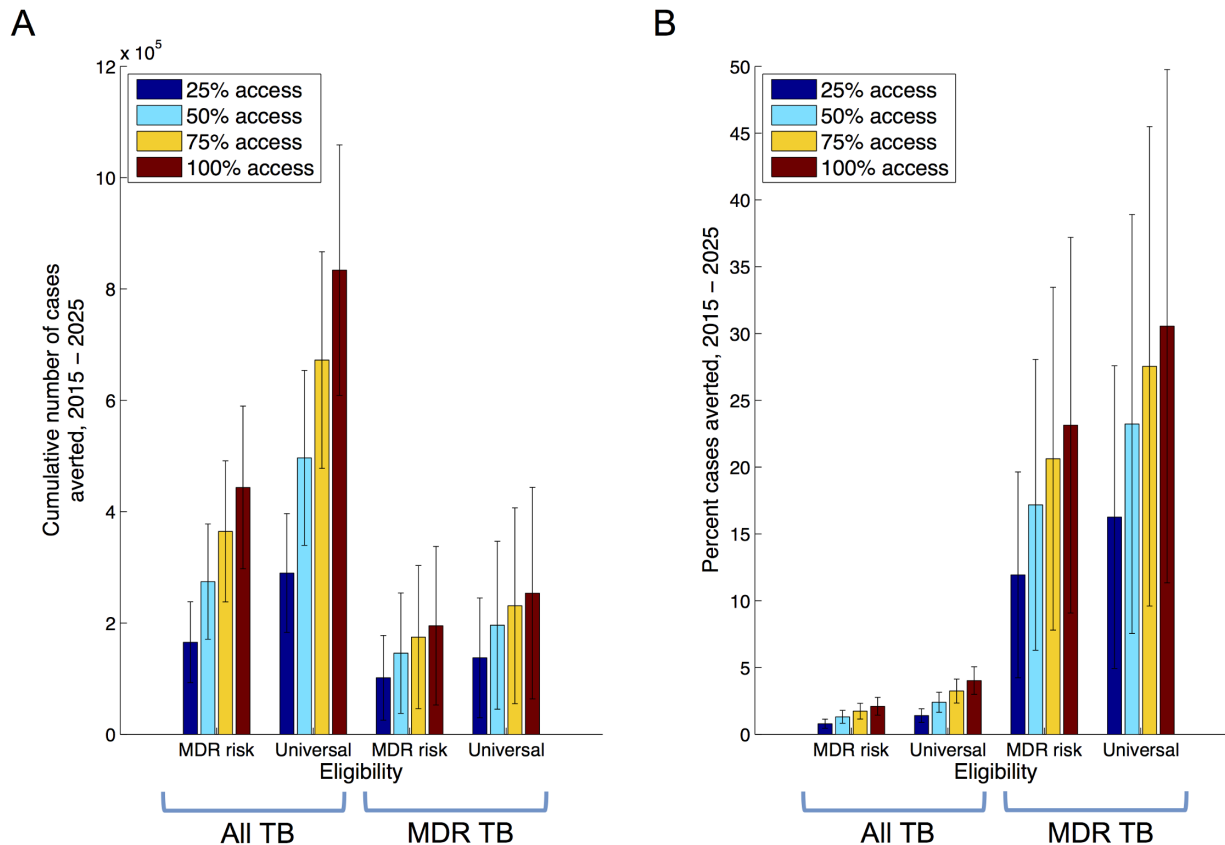 A
x 10⁵
12
10
8
6
4
2
0
Cumulative number of cases
averted, 2015 – 2025
25% access
50% access
75% access
100% access
MDR risk
Universal
MDR risk
Universal
Eligibility
All TB
MDR TB
B
50
45
40
35
30
25
20
15
10
5
0
Percent cases averted, 2015 – 2025
25% access
50% access
75% access
100% access
MDR risk
Universal
MDR risk
Universal
Eligibility
All TB
MDR TB